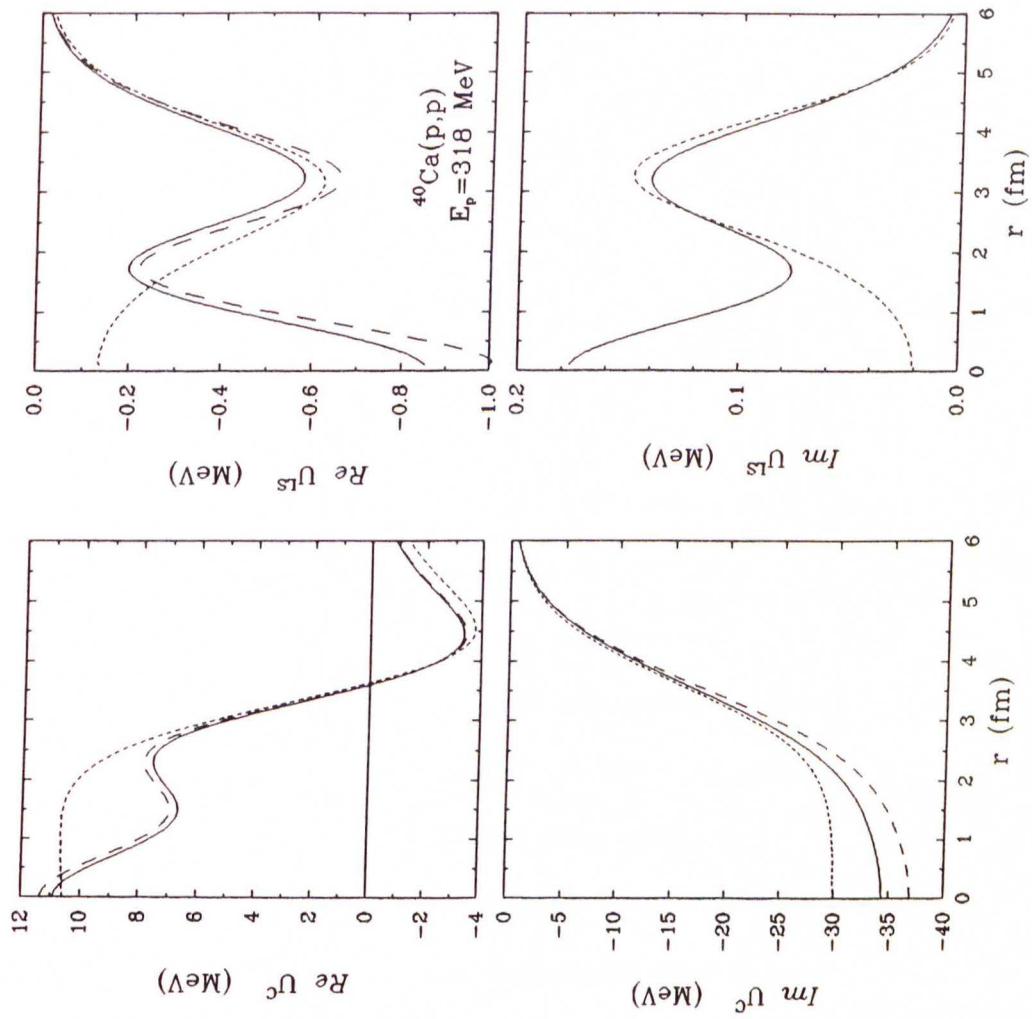 Re U^C (MeV)
12
10
8
6
4
2
0
-2
-4
Im U^C (MeV)
0
-5
-10
-15
-20
-25
-30
-35
-40
0 1 2 3 4 5 6
r (fm)
Re U^LS (MeV)
0.0
-0.2
-0.4
-0.6
-0.8
-1.0
^40Ca(p,p)
E_p=318 MeV
Im U^LS (MeV)
0.2
0.1
0.0
0 1 2 3 4 5 6
r (fm)